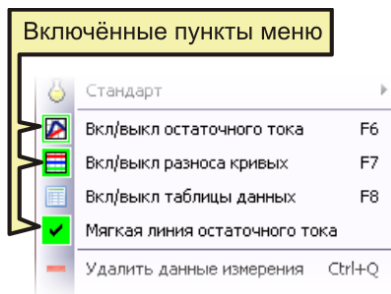 Включённые пункты меню
Стандарт
Вкл/выкл остаточного тока F6
Вкл/выкл разноса кривых F7
Вкл/выкл таблицы данных F8
Мягкая линия остаточного тока
Удалить данные измерения Ctrl+Q